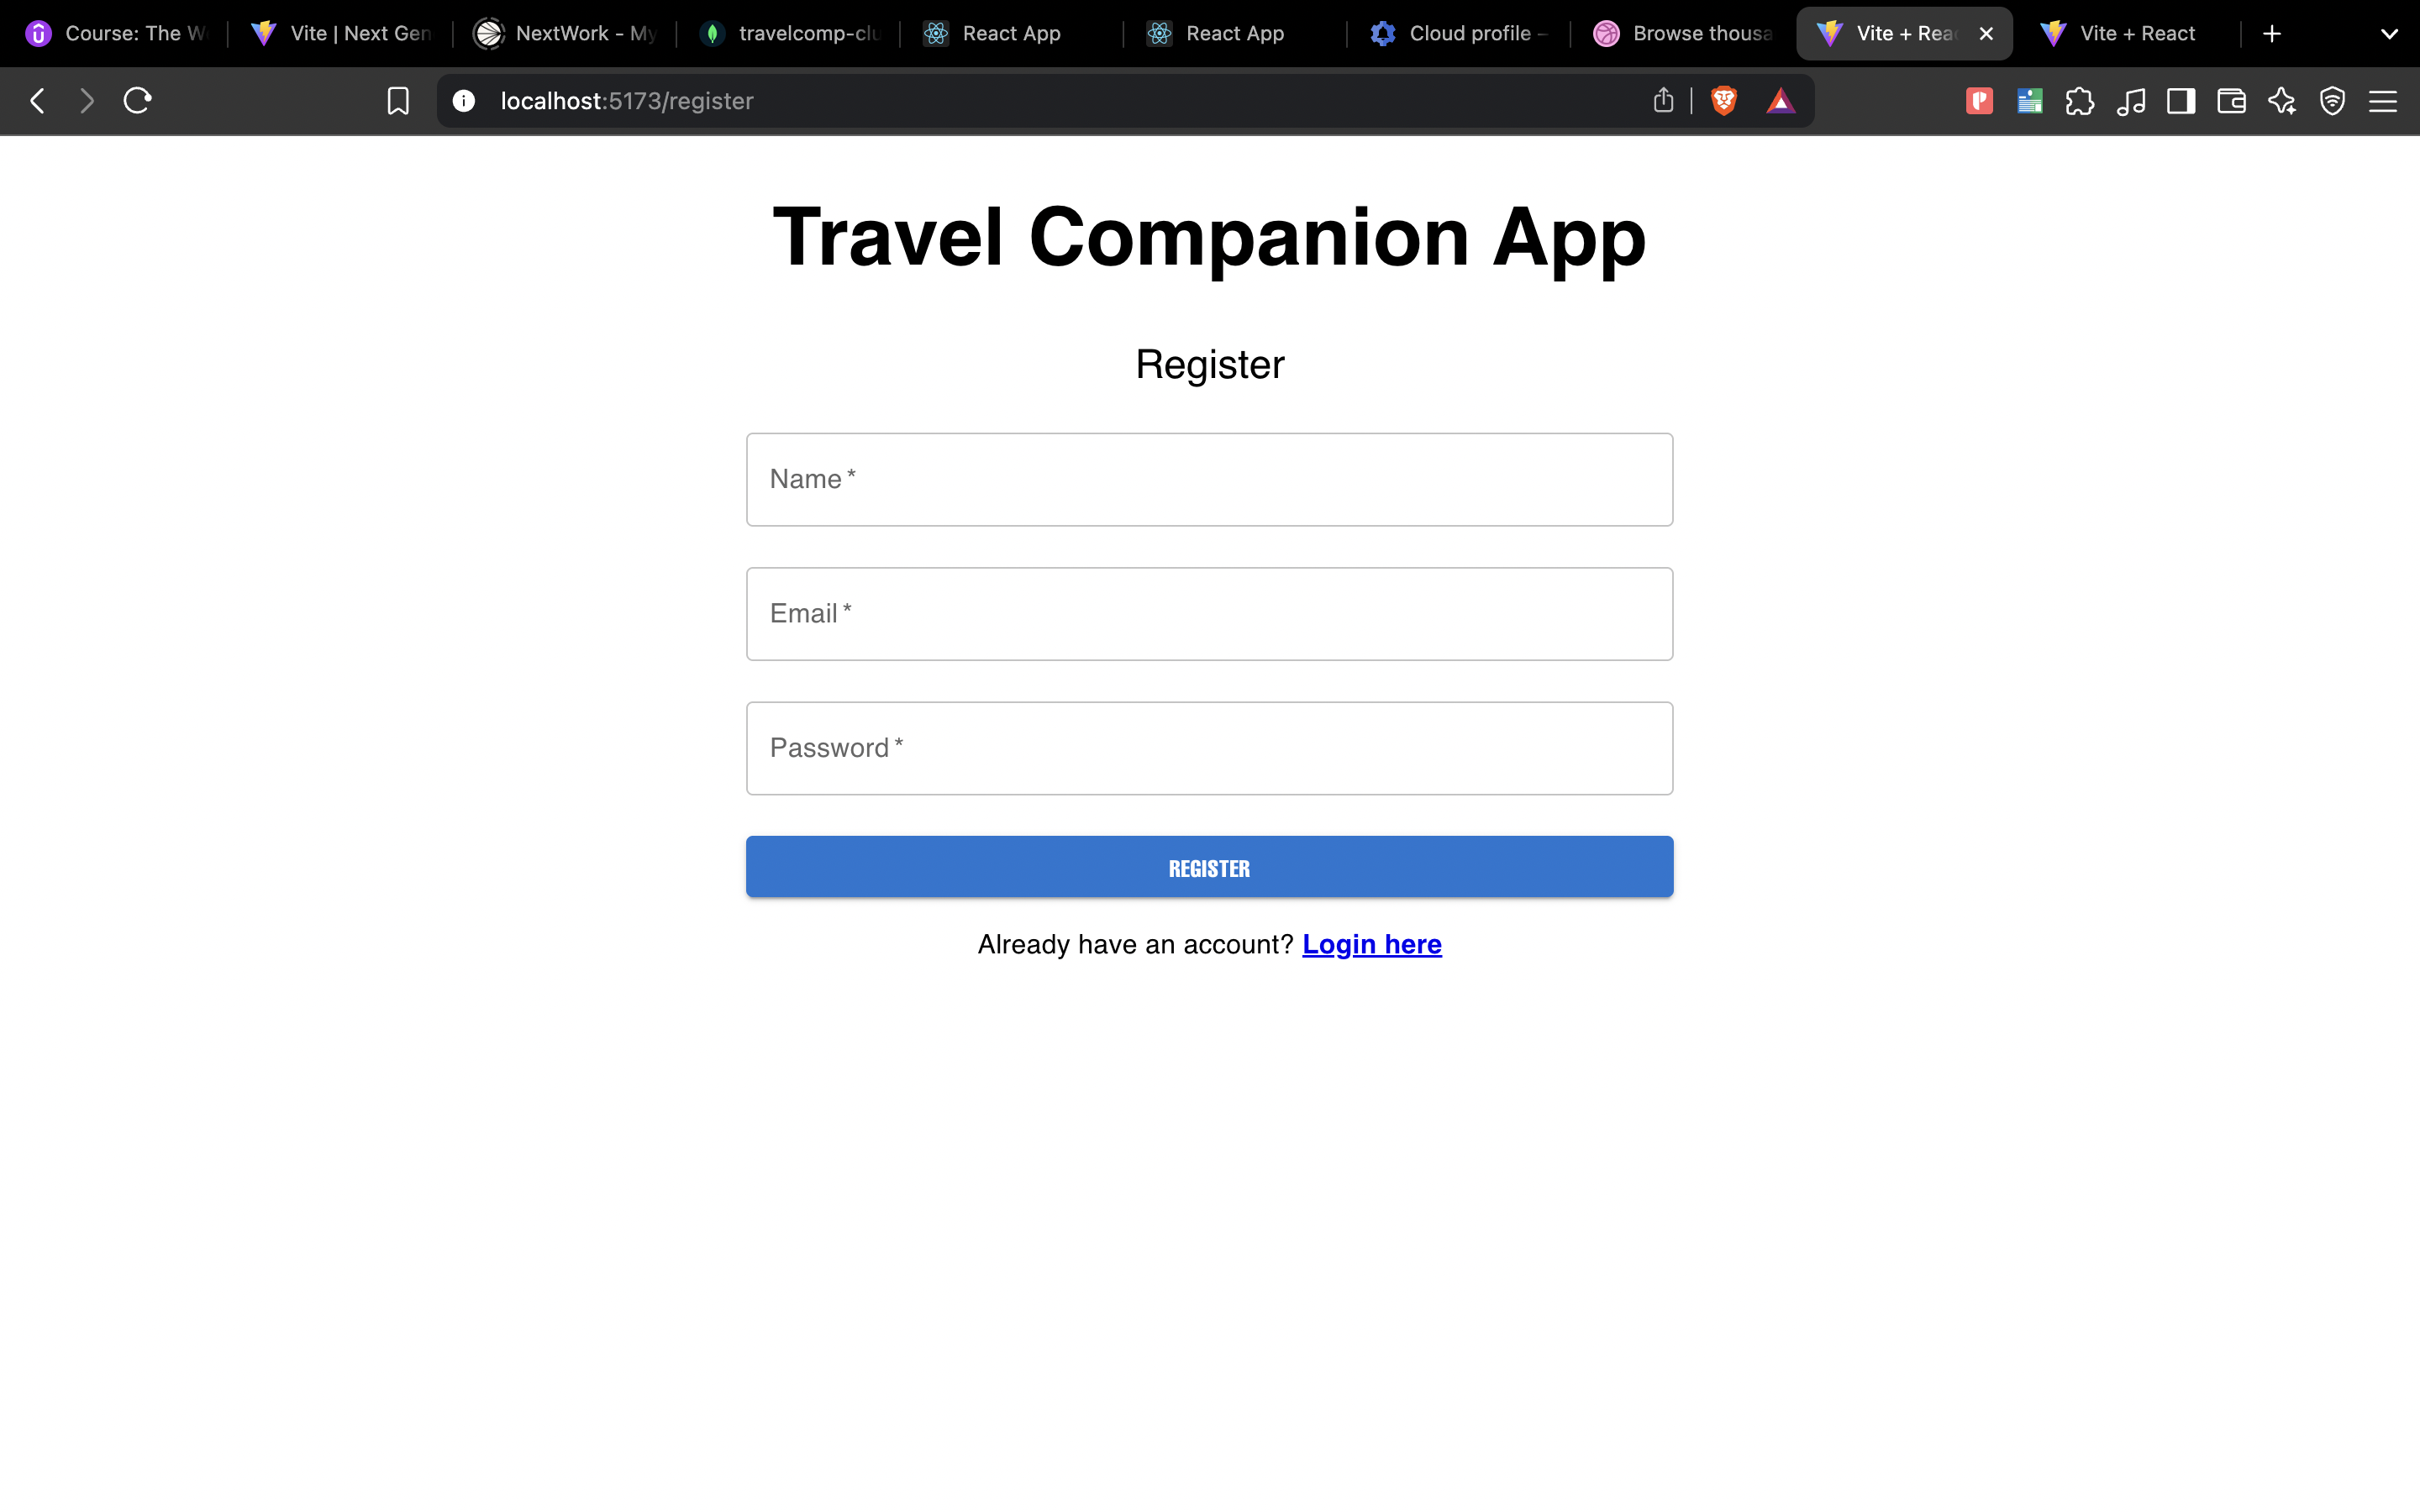 Course: The W
Vite | Next Gen
NextWork - My
travelcomp-clu
React App
React App
Cloud profile –
Browse thousa
Vite + Rea
Vite + React
localhost:5173/register
Travel Companion App
Register
Name *
Email *
Password *
REGISTER
Already have an account? Login here